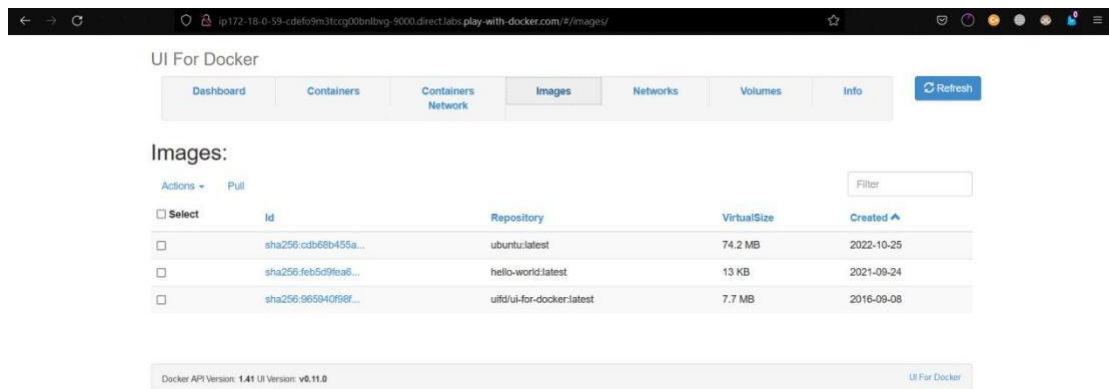 ip172-18-0-59-cdefo9m3tccg00bnlbvg-9000.direct.labs.play-with-docker.com/#/images/
0
UI For Docker
Dashboard Containers Containers Network Images Networks Volumes Info Refresh
Images:
Actions Pull Filter
Select Id Repository VirtualSize Created
sha256:cdb68b455a... ubuntu:latest 74.2 MB 2022-10-25
sha256:feb5d9fea6... hello-world:latest 13 KB 2021-09-24
sha256:965940f98f... uifd/ui-for-docker:latest 7.7 MB 2016-09-08
Docker API Version: 1.41 UI Version: v0.11.0 UI For Docker